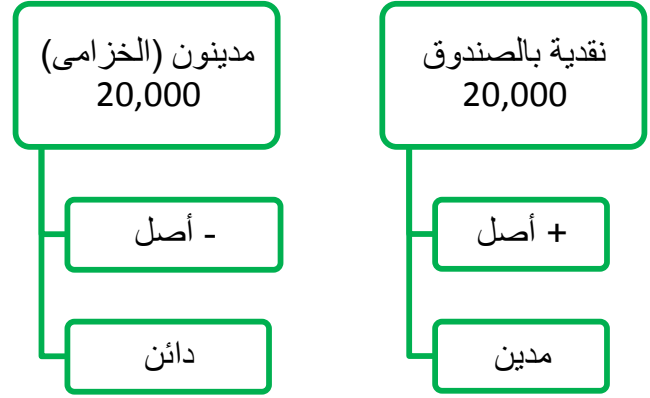 نقدية بالصندوق
20,000
+ أصل
مدين
مدينون (الخزامى)
20,000
- أصل
دائن